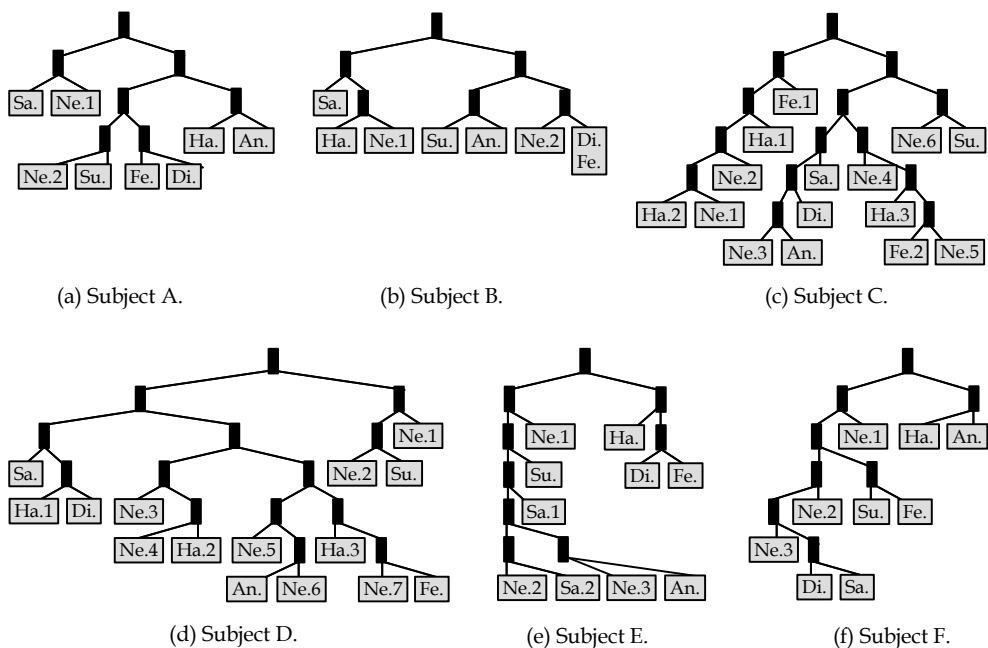 Sa. Ne.1
Ha. An.
Ne.2 Su. Fe. Di.
(a) Subject A.
Sa.
Ha. Ne.1 Su. An. Ne.2 Di.
Fe.
(b) Subject B.
Fe.1
Ha.1 Ne.6 Su.
Ne.2 Sa. Ne.4
Ha.2 Ne.1 Di. Ha.3
Ne.3 An. Fe.2 Ne.5
(c) Subject C.
Ne.1
Sa. Ne.2 Su.
Ha.1 Di. Ne.3
Ne.4 Ha.2 Ne.5 Ha.3
An. Ne.6 Ne.7 Fe.
(d) Subject D.
Ne.1 Ha.
Su. Di. Fe.
Sa.1
Ne.2 Sa.2 Ne.3 An.
(e) Subject E.
Ne.1 Ha. An.
Ne.2 Su. Fe.
Ne.3
Di. Sa.
(f) Subject F.